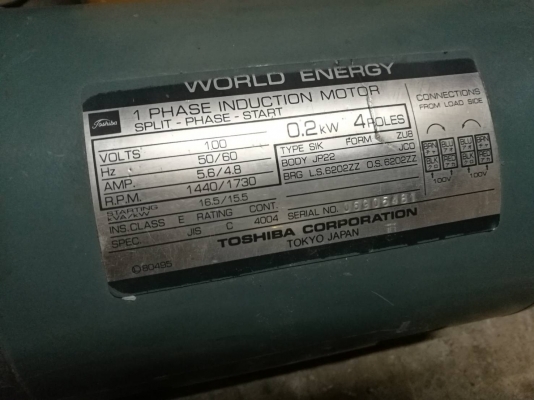 WORLD ENERGY
Toshiba
1 PHASE INDUCTION MOTOR
SPLIT - PHASE - START
0.2 kW 4 POLES
VOLTS 100
Hz 50/60
AMP. 5.6/4.8
R.P.M. 1440/1730
STARTING KVA/KW 16.5/15.5
INS.CLASS E RATING CONT.
SPEC JIS C 4004
TYPE SIK FORM ZUB
BODY JP22 JCO
BRG L.S.6202ZZ O.S.6202ZZ
SERIAL NO.
TOSHIBA CORPORATION
TOKYO JAPAN
©80495
CONNECTIONS
FROM LOAD SIDE
100V 100V